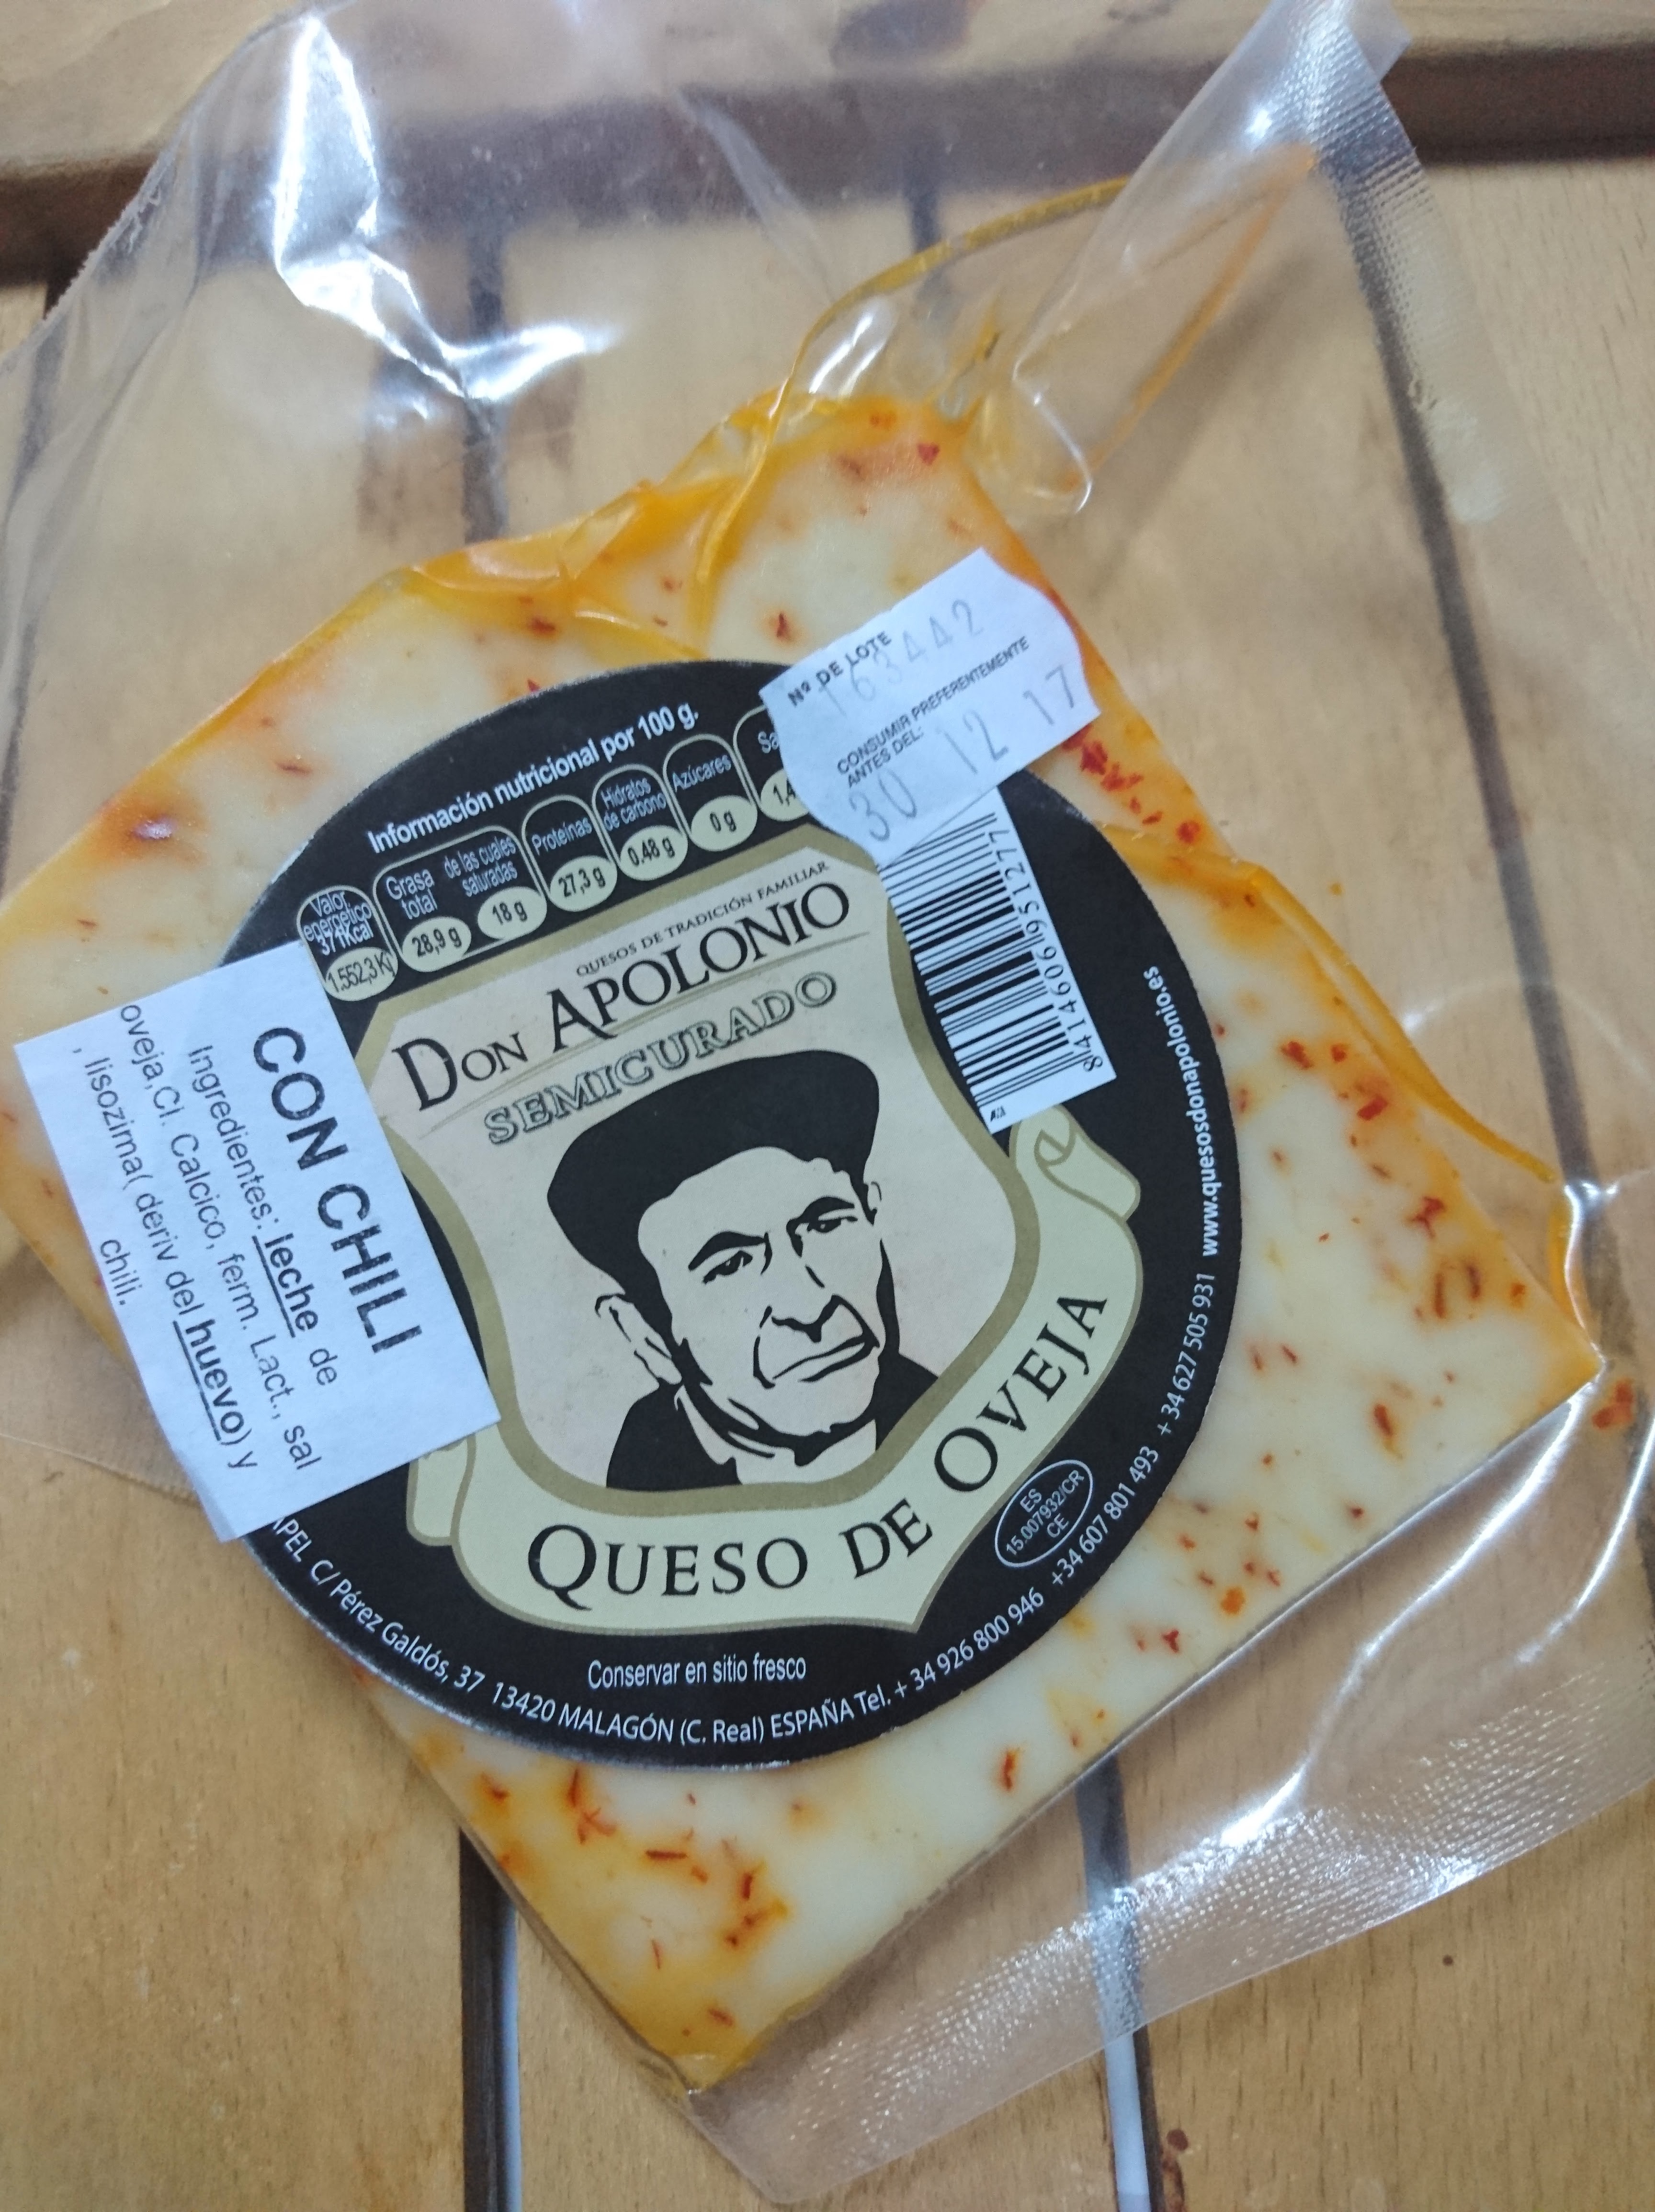 Nº DE LOTE
163442
CONSUMIR PREFERENTEMENTE
ANTES DEL:
30 12 17
Información nutricional por 100 g.
Valor energético
371Kcal
1.552,3 Kj
Grasa total
28,9 g
de las cuales saturadas
18 g
Proteinas
27,3 g
Hidratos de carbono
0.48 g
Azúcares
0 g
8414606951277
QUESOS DE TRADICIÓN FAMILIAR
DON APOLONIO
SEMICURADO
QUESO DE OVEJA
CON CHILI
Ingredientes: leche de
oveja,Cl. Calcico, ferm. Lact., sal
, lisozima( deriv del huevo) y
chili.
ES
15.007932/CR
CE
Conservar en sitio fresco
C/ Pérez Galdós, 37 13420 MALAGÓN (C. Real) ESPAÑA Tel. + 34 926 800 946 +34 607 801 493 + 34 627 505 931 www.quesosdonapolonio.es